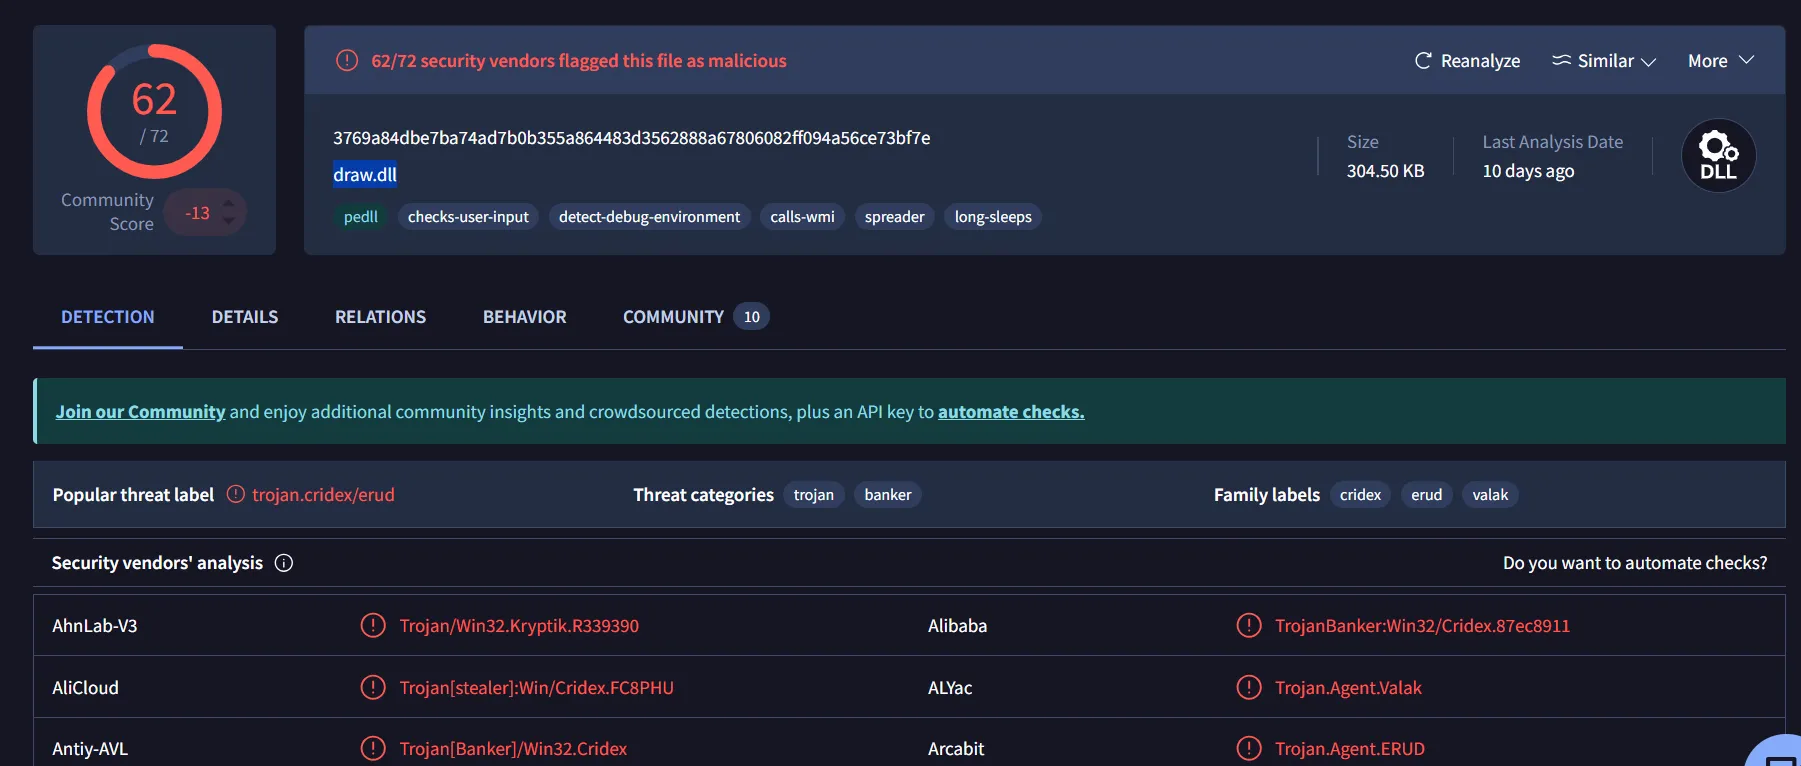 62
/ 72
Community
Score
-13
62/72 security vendors flagged this file as malicious
Reanalyze
Similar
More
3769a84dbe7ba74ad7b0b355a864483d3562888a67806082ff094a56ce73bf7e
draw.dll
Size
304.50 KB
Last Analysis Date
10 days ago
DLL
pedll
checks-user-input
detect-debug-environment
calls-wmi
spreader
long-sleeps
DETECTION
DETAILS
RELATIONS
BEHAVIOR
COMMUNITY 10
Join our Community and enjoy additional community insights and crowdsourced detections, plus an API key to automate checks.
Popular threat label trojan.cridex/erud
Threat categories trojan banker
Family labels cridex erud valak
Security vendors' analysis
Do you want to automate checks?
AhnLab-V3 Trojan/Win32.Kryptik.R339390
Alibaba TrojanBanker:Win32/Cridex.87ec8911
AliCloud Trojan[stealer]:Win/Cridex.FC8PHU
ALYac Trojan.Agent.Valak
Antiy-AVL Trojan[Banker]/Win32.Cridex
Arcabit Trojan.Agent.ERUD